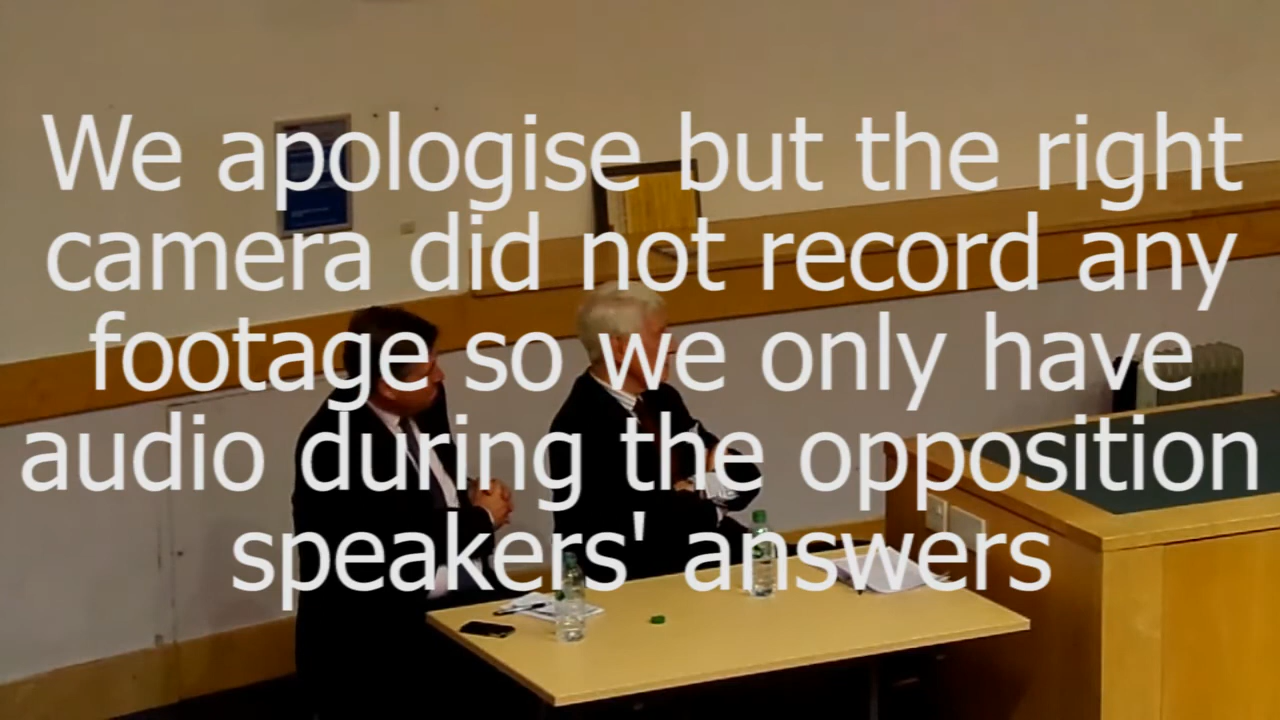 We apologise but the right
camera did not record any
footage so we only have
audio during the opposition
speakers' answers